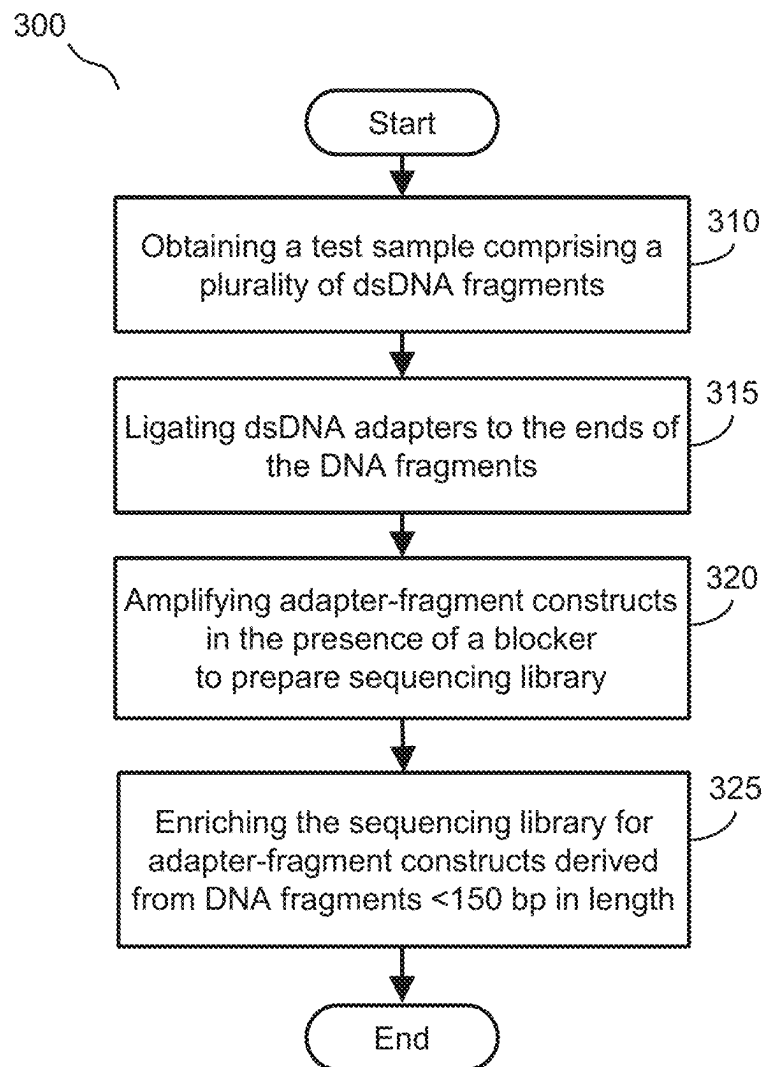 300
Start
310
Obtaining a test sample comprising a
plurality of dsDNA fragments
315
Ligating dsDNA adapters to the ends of
the DNA fragments
320
Amplifying adapter-fragment constructs
in the presence of a blocker
to prepare sequencing library
325
Enriching the sequencing library for
adapter-fragment constructs derived
from DNA fragments <150 bp in length
End